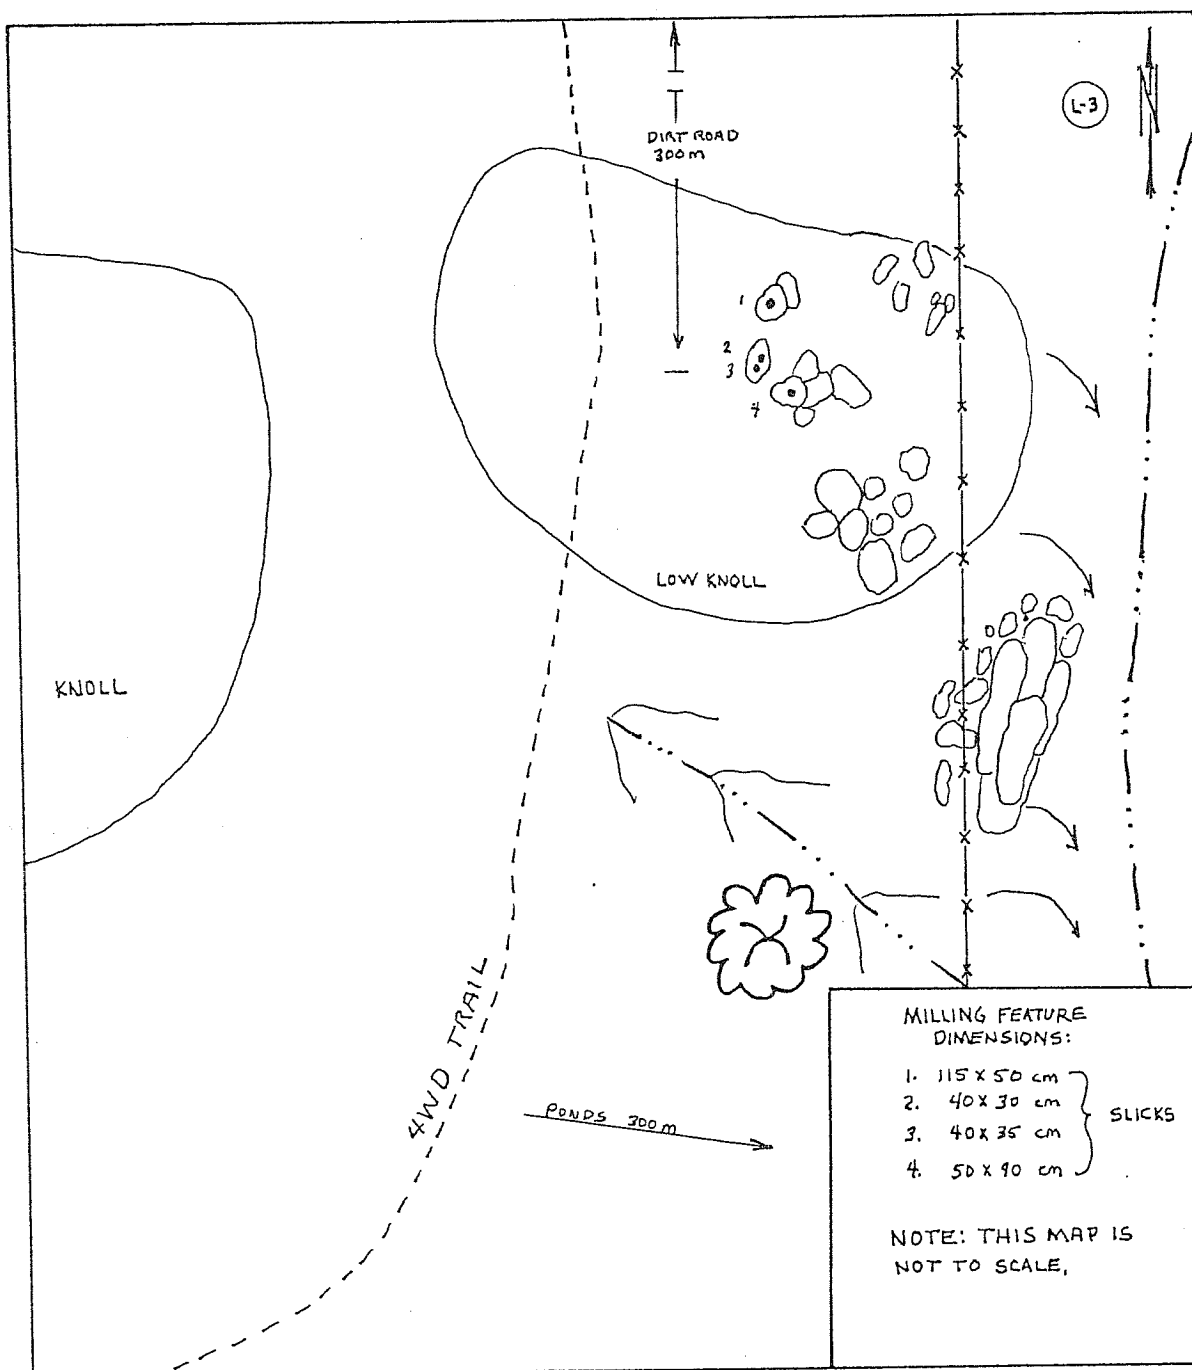 L-3
N
DIRT ROAD
300m
1
2
3
4
LOW KNOLL
KNOLL
4WD TRAIL
PONDS 300m
MILLING FEATURE
DIMENSIONS:
1. 115 X 50 cm
2. 40 X 30 cm
3. 40 X 35 cm
4. 50 X 90 cm
SLICKS
NOTE: THIS MAP IS
NOT TO SCALE.